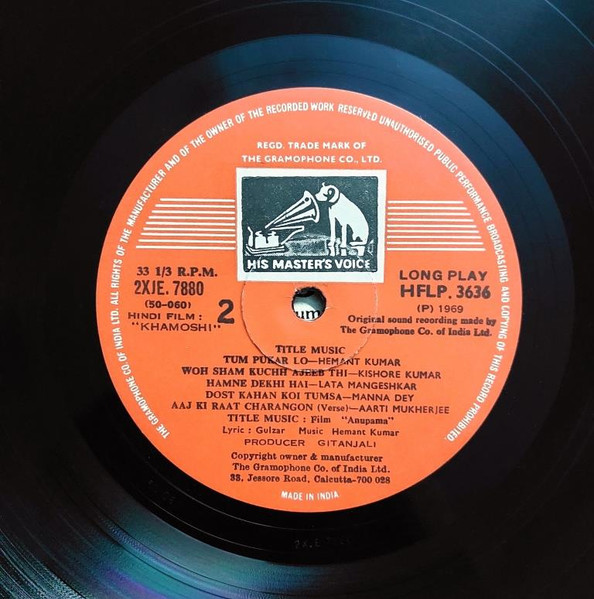 THE GRAMOPHONE CO. OF INDIA LTD. ALL RIGHTS OF THE MANUFACTURER AND OF THE OWNER OF THE RECORDED WORK RESERVED UNAUTHORISED PUBLIC PERFORMANCE BROADCASTING AND COPYING OF THIS RECORD PROHIBITED.
REGD. TRADE MARK OF
THE GRAMOPHONE CO., LTD.
HIS MASTER'S VOICE
33 1/3 R.P.M.
2XJE. 7880
(50-060)
HINDI FILM :
"KHAMOSHI"
2
LONG PLAY
HFLP. 3636
(P) 1969
Original sound recording made by
The Gramophone Co. of India Ltd.
TITLE MUSIC
TUM PUKAR LO—HEMANT KUMAR
WOH SHAM KUCHH AJEEB THI—KISHORE KUMAR
HAMNE DEKHI HAI—LATA MANGESHKAR
DOST KAHAN KOI TUMSA—MANNA DEY
AAJ KI RAAT CHARANGON (Verse)—AARTI MUKHERJEE
TITLE MUSIC : Film "Anupama"
Lyric : Gulzar Music Hemant Kumar
PRODUCER GITANJALI
Copyright owner & manufacturer
The Gramophone Co. of India Ltd.
33, Jessore Road, Calcutta-700 028
MADE IN INDIA